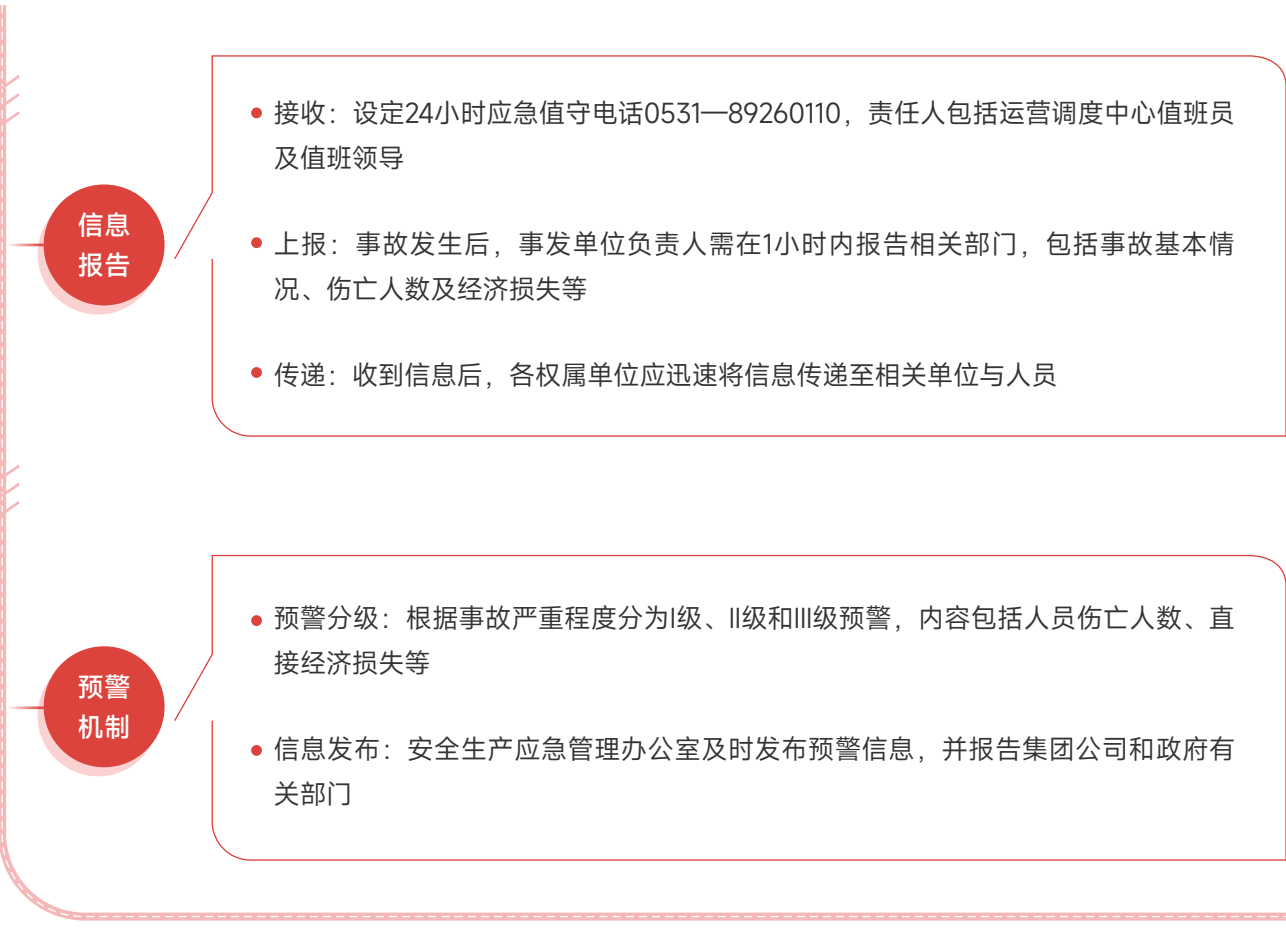 信息
报告
接收：设定24小时应急值守电话0531—89260110，责任人包括运营调度中心值班员
及值班领导
上报：事故发生后，事发单位负责人需在1小时内报告相关部门，包括事故基本情
况、伤亡人数及经济损失等
传递：收到信息后，各权属单位应迅速将信息传递至相关单位与人员
预警
机制
预警分级：根据事故严重程度分为I级、II级和III级预警，内容包括人员伤亡人数、直
接经济损失等
信息发布：安全生产应急管理办公室及时发布预警信息，并报告集团公司和政府有
关部门